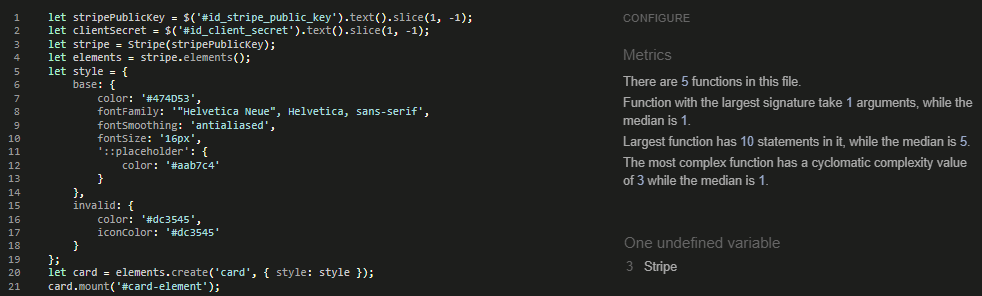 1 let stripePublicKey = $('#id_stripe_public_key').text().slice(1, -1);
2 let clientSecret = $('#id_client_secret').text().slice(1, -1);
3 let stripe = Stripe(stripePublicKey);
4 let elements = stripe.elements();
5 let style = {
6 base: {
7 color: '#474D53',
8 fontFamily: '"Helvetica Neue", Helvetica, sans-serif',
9 fontSmoothing: 'antialiased',
10 fontSize: '16px',
11 '::placeholder': {
12 color: '#aab7c4'
13 }
14 },
15 invalid: {
16 color: '#dc3545',
17 iconColor: '#dc3545'
18 }
19 };
20 let card = elements.create('card', { style: style });
21 card.mount('#card-element');
CONFIGURE
Metrics
There are 5 functions in this file.
Function with the largest signature take 1 arguments, while the
median is 1.
Largest function has 10 statements in it, while the median is 5.
The most complex function has a cyclomatic complexity value
of 3 while the median is 1.
One undefined variable
3 Stripe